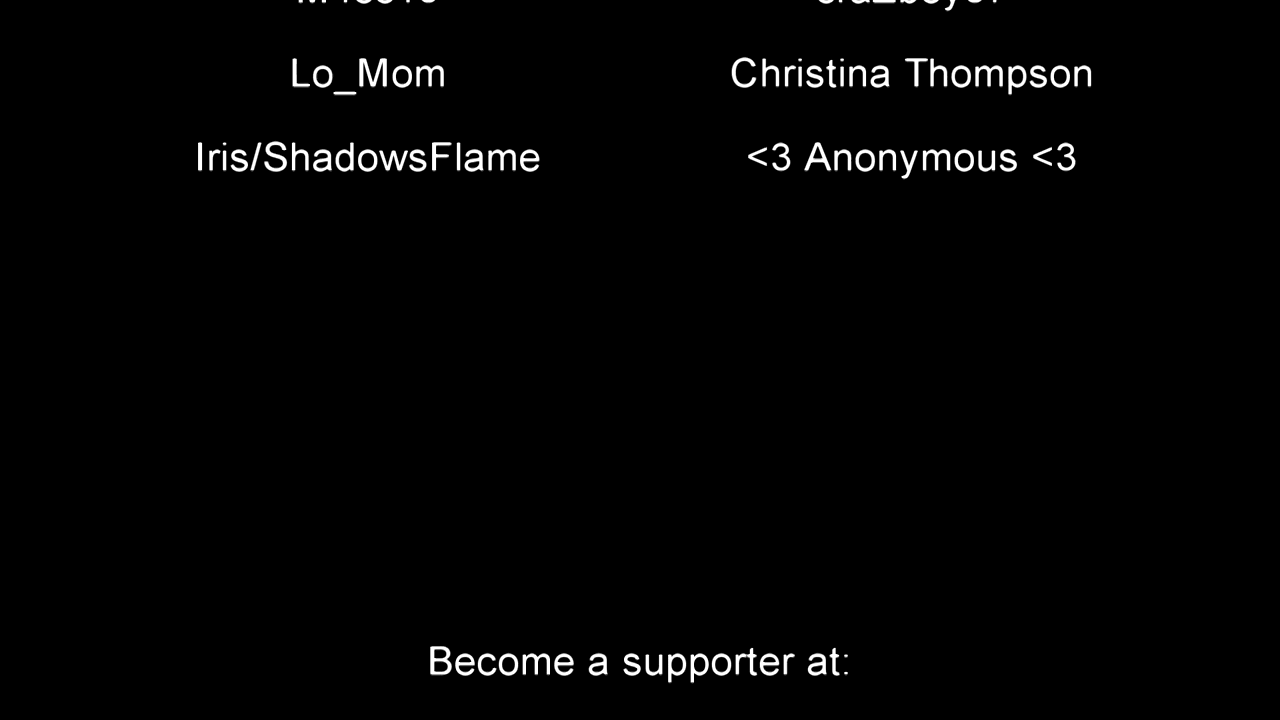 Lo_Mom Christina Thompson
Iris/ShadowsFlame <3 Anonymous <3
Become a supporter at: